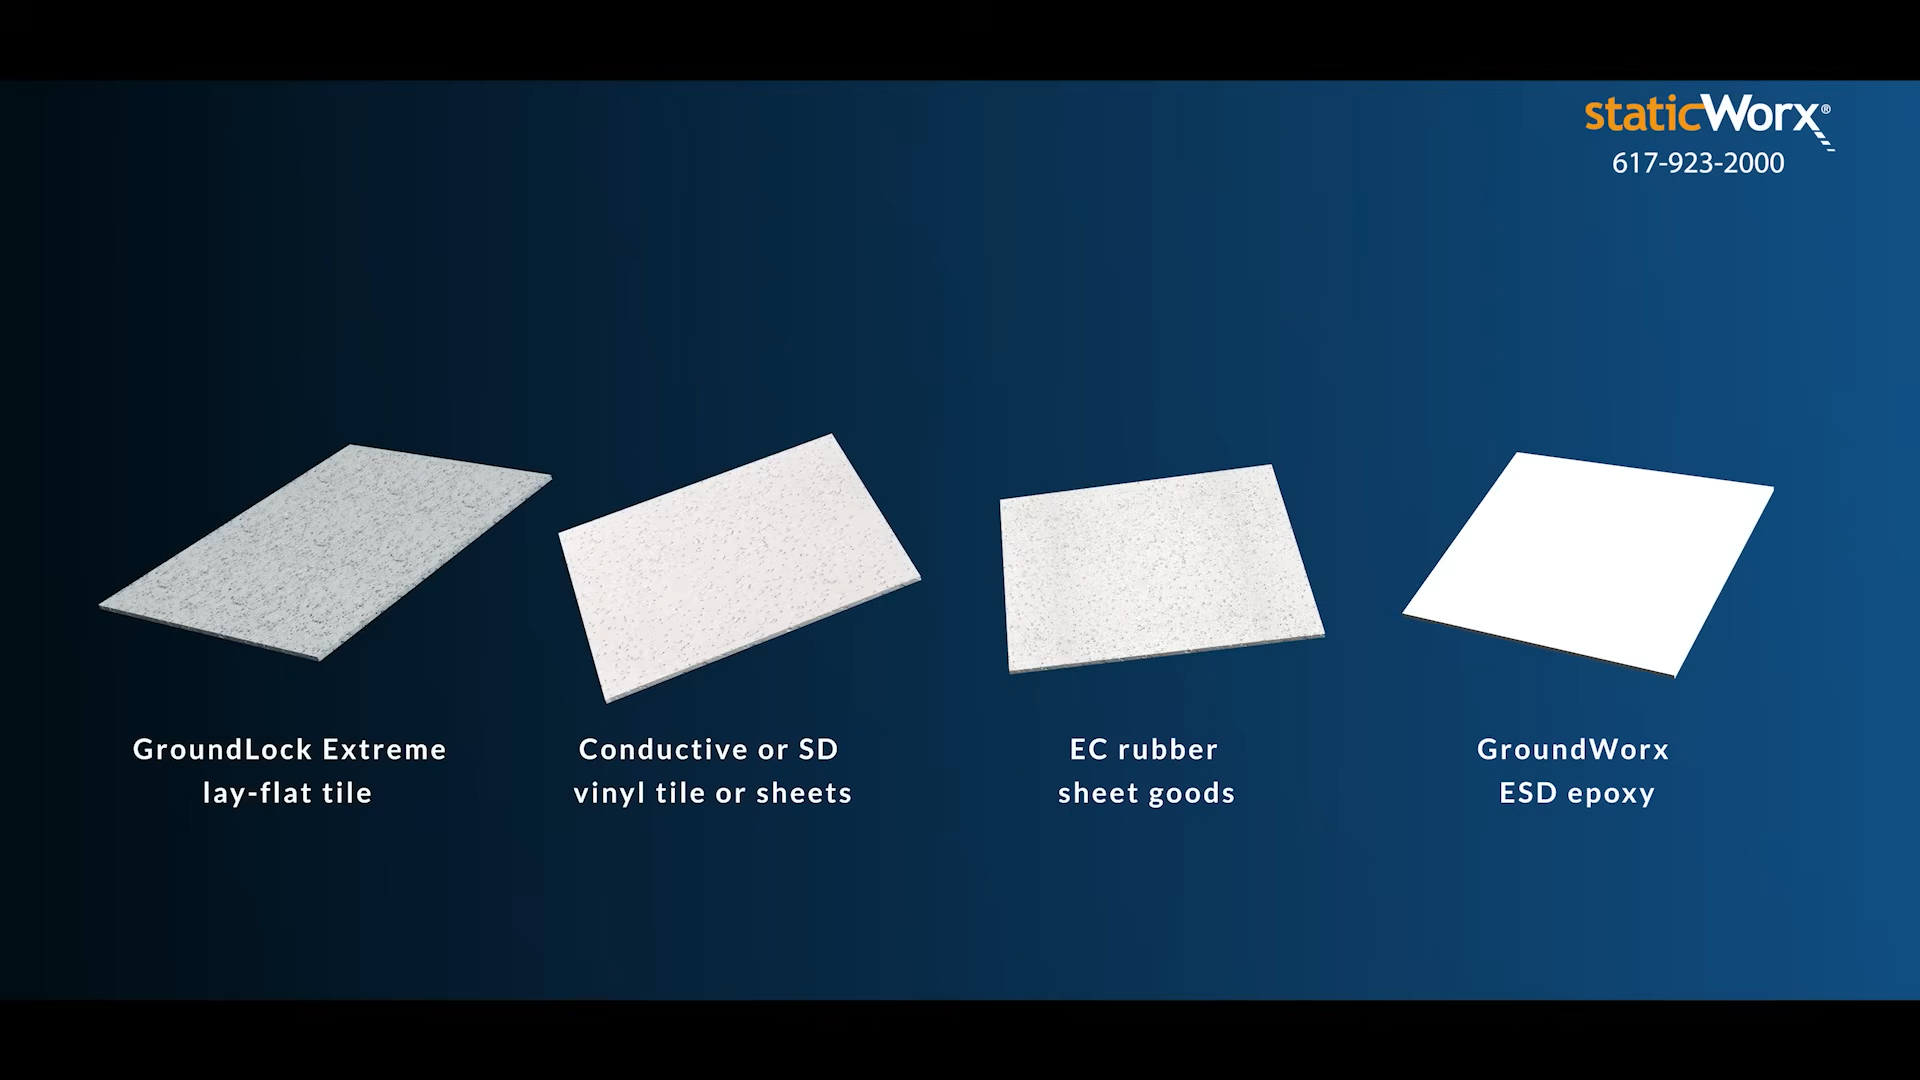 staticWorx®
617-923-2000
GroundLock Extreme
lay-flat tile
Conductive or SD
vinyl tile or sheets
EC rubber
sheet goods
GroundWorx
ESD epoxy